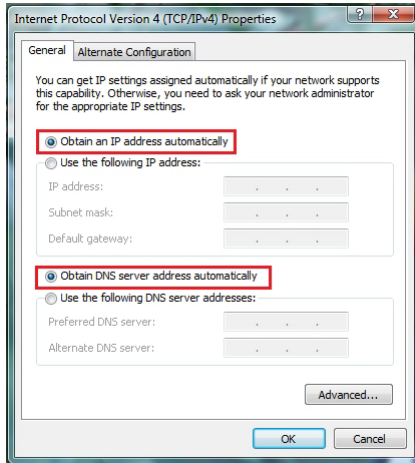 Internet Protocol Version 4 (TCP/IPv4) Properties
General
Alternate Configuration
You can get IP settings assigned automatically if your network supports
this capability. Otherwise, you need to ask your network administrator
for the appropriate IP settings.
Obtain an IP address automatically
Use the following IP address:
IP address:
Subnet mask:
Default gateway:
Obtain DNS server address automatically
Use the following DNS server addresses:
Preferred DNS server:
Alternate DNS server:
Advanced...
OK
Cancel